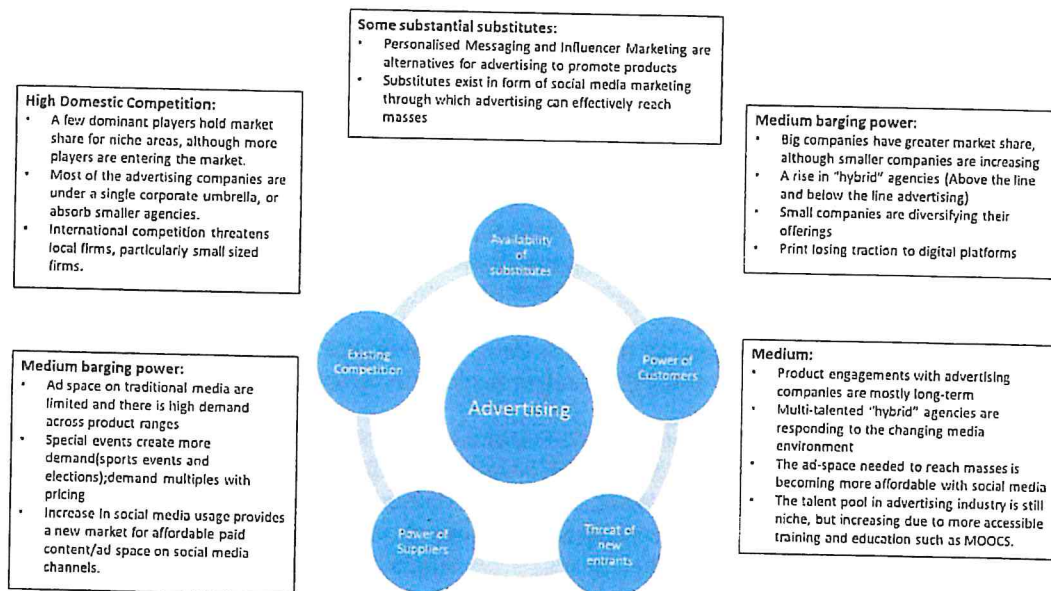 Some substantial substitutes:
• Personalised Messaging and Influencer Marketing are
alternatives for advertising to promote products
• Substitutes exist in form of social media marketing
through which advertising can effectively reach
masses
High Domestic Competition:
• A few dominant players hold market
share for niche areas, although more
players are entering the market.
• Most of the advertising companies are
under a single corporate umbrella, or
absorb smaller agencies.
• International competition threatens
local firms, particularly small sized
firms.
Medium barging power:
• Big companies have greater market share,
although smaller companies are increasing
• A rise in "hybrid" agencies (Above the line
and below the line advertising)
• Small companies are diversifying their
offerings
• Print losing traction to digital platforms
Availability
of
substitutes
Existing
Competition
Power of
Customers
Advertising
Power of
Suppliers
Threat of
new
entrants
Medium barging power:
• Ad space on traditional media are
limited and there is high demand
across product ranges
• Special events create more
demand(sports events and
elections);demand multiples with
pricing
• Increase in social media usage provides
a new market for affordable paid
content/ad space on social media
channels.
Medium:
• Product engagements with advertising
companies are mostly long-term
• Multi-talented "hybrid" agencies are
responding to the changing media
environment
• The ad-space needed to reach masses is
becoming more affordable with social media
• The talent pool in advertising industry is still
niche, but increasing due to more accessible
training and education such as MOOCS.